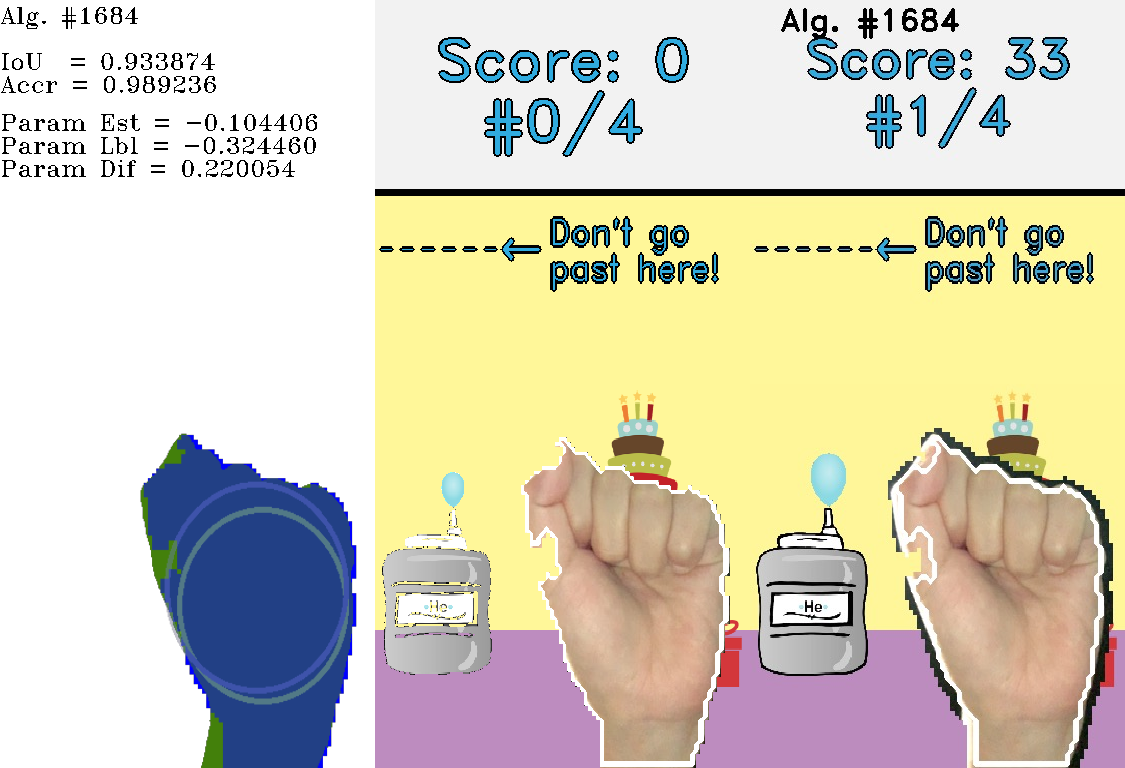 Alg. #1684
IoU = 0.933874
Accr = 0.989236
Param Est = −0.104406
Param Lbl = −0.324460
Param Dif = 0.220054
Score: 0
#0/4
Don't go
past here!
He
Alg. #1684
Score: 33
#1/4
Don't go
past here!
He